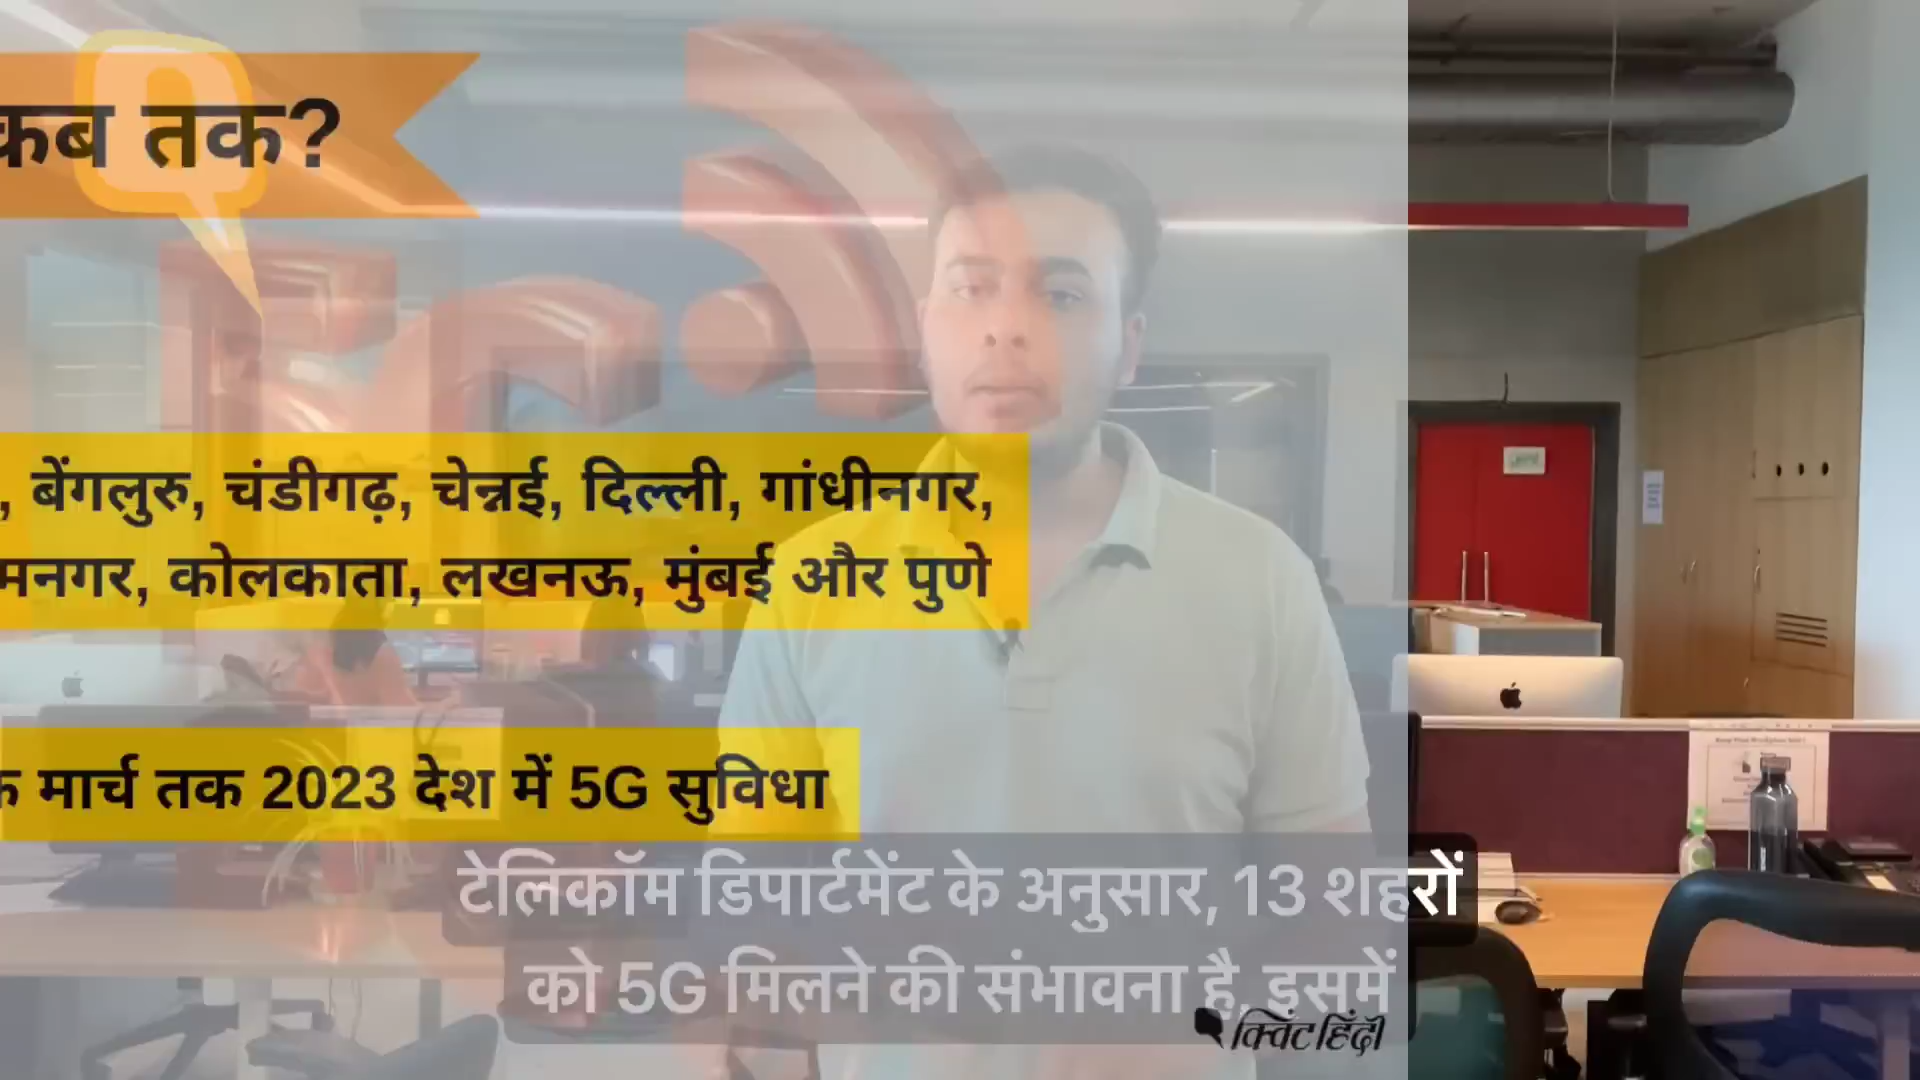 कब तक?
, बेंगलुरु, चंडीगढ़, चेन्नई, दिल्ली, गांधीनगर,
मनगर, कोलकाता, लखनऊ, मुंबई और पुणे
मार्च तक 2023 देश में 5G सुविधा
टेलिकॉम डिपार्टमेंट के अनुसार, 13 शहरों
को 5G मिलने की संभावना है, इसमें
क्विंट हिंदी